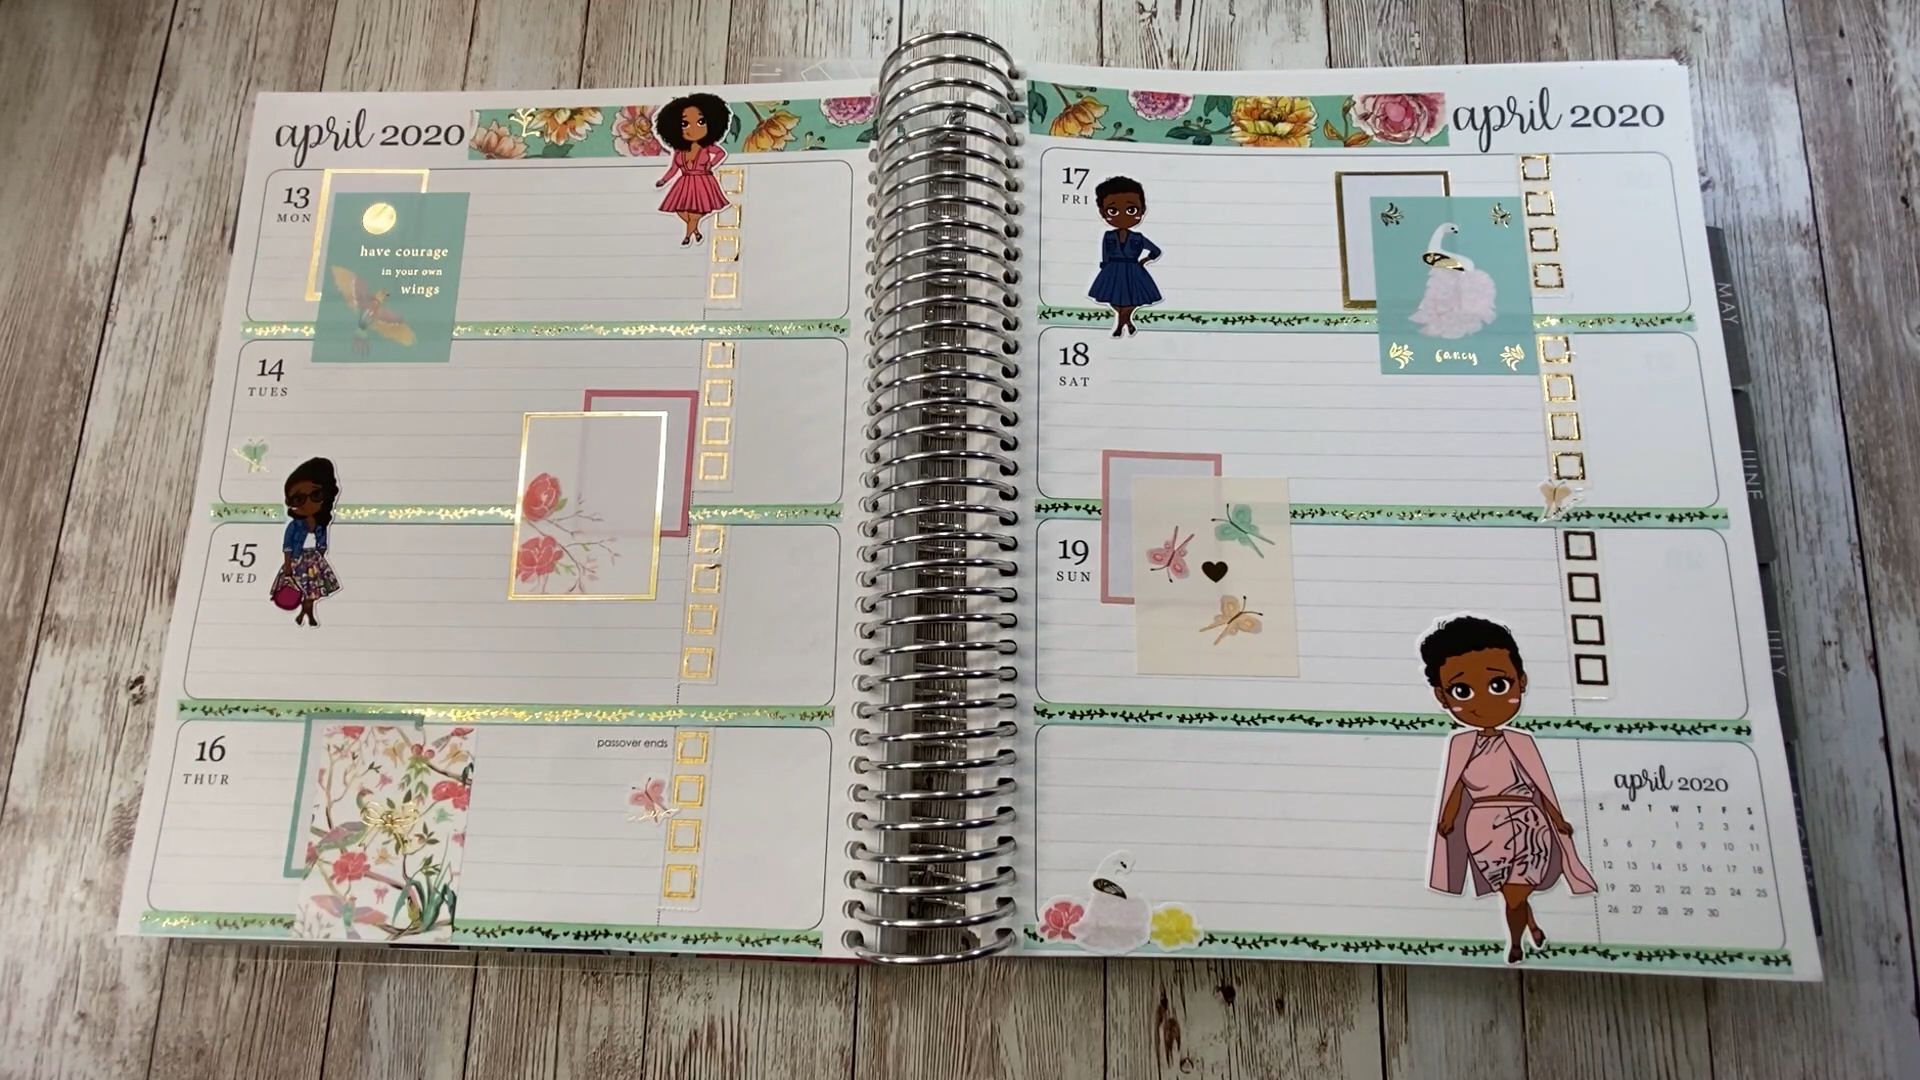 april 2020
13
MON
have courage
in your own
wings
14
TUES
15
WED
16
THUR
passover ends
april 2020
17
FRI
fancy
18
SAT
19
SUN
april 2020
S M T W T F S
1 2 3 4
5 6 7 8 9 10 11
12 13 14 15 16 17 18
19 20 21 22 23 24 25
26 27 28 29 30
MAY
JUNE
JULY